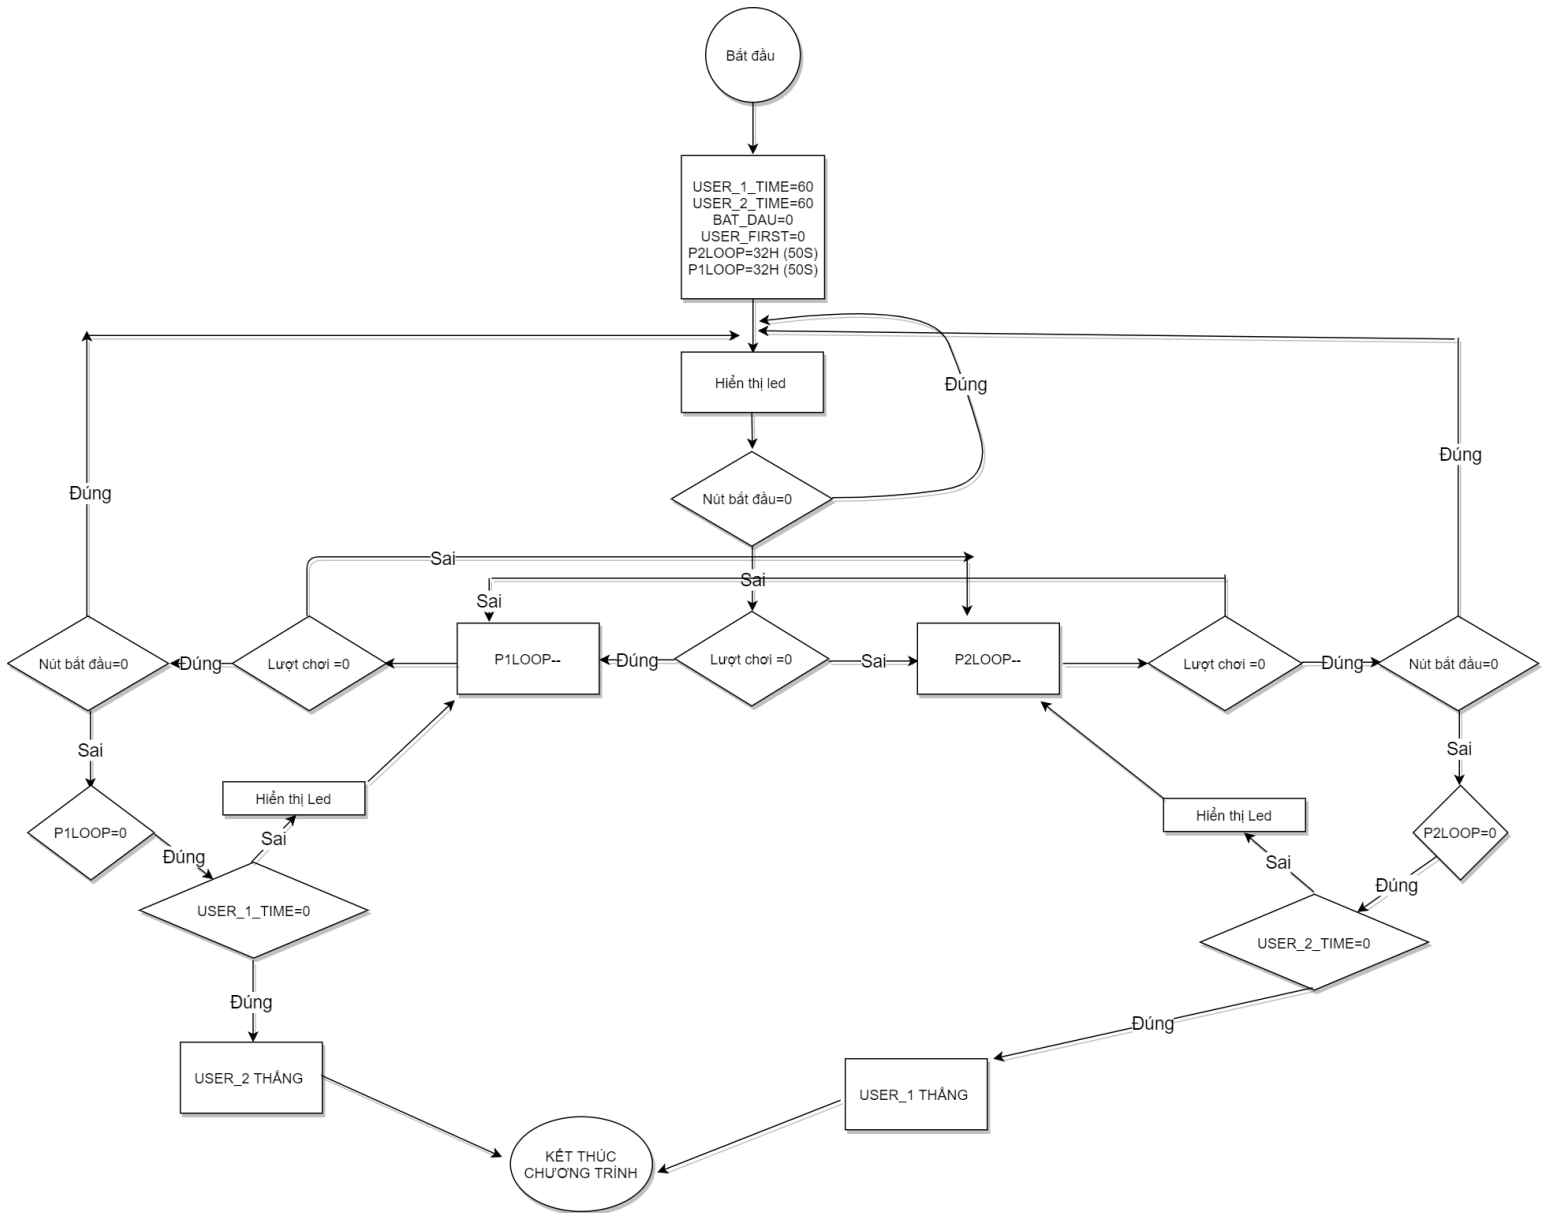 Bắt đầu
USER_1_TIME=60
USER_2_TIME=60
BAT_DAU=0
USER_FIRST=0
P2LOOP=32H (50S)
P1LOOP=32H (50S)
Hiển thị led
Đúng
Đúng
Đúng
Nút bắt đầu=0
Sai
Sai
Sai
Nút bắt đầu=0
Đúng
Lượt chơi =0
P1LOOP--
Đúng
Lượt chơi =0
Sai
P2LOOP--
Lượt chơi =0
Đúng
Nút bắt đầu=0
Sai
Sai
Hiển thị Led
Hiển thị Led
P1LOOP=0
Đúng
Sai
P2LOOP=0
Sai
Đúng
USER_1_TIME=0
USER_2_TIME=0
Đúng
Đúng
USER_2 THẮNG
USER_1 THẮNG
KẾT THÚC
CHƯƠNG TRÌNH